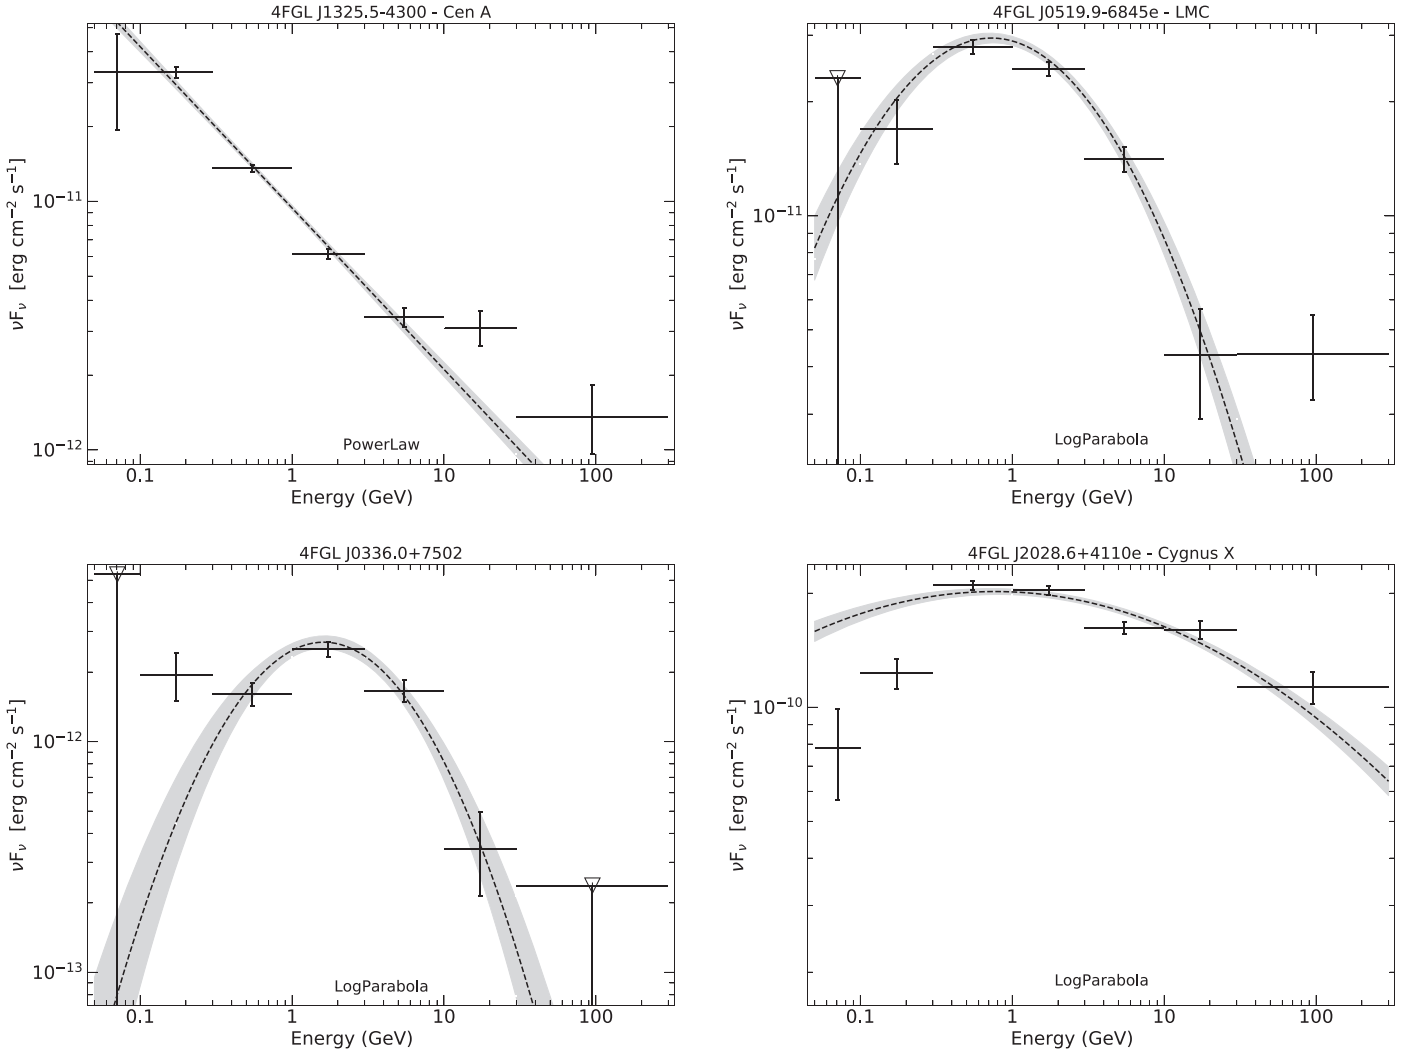 4FGL J1325.5-4300 - Cen A
νFν [erg cm−2 s−1]
10−11
10−12
PowerLaw
0.1 1 10 100
Energy (GeV)
4FGL J0519.9-6845e - LMC
νFν [erg cm−2 s−1]
10−11
LogParabola
0.1 1 10 100
Energy (GeV)
4FGL J0336.0+7502
νFν [erg cm−2 s−1]
10−12
10−13
LogParabola
0.1 1 10 100
Energy (GeV)
4FGL J2028.6+4110e - Cygnus X
νFν [erg cm−2 s−1]
10−10
LogParabola
0.1 1 10 100
Energy (GeV)